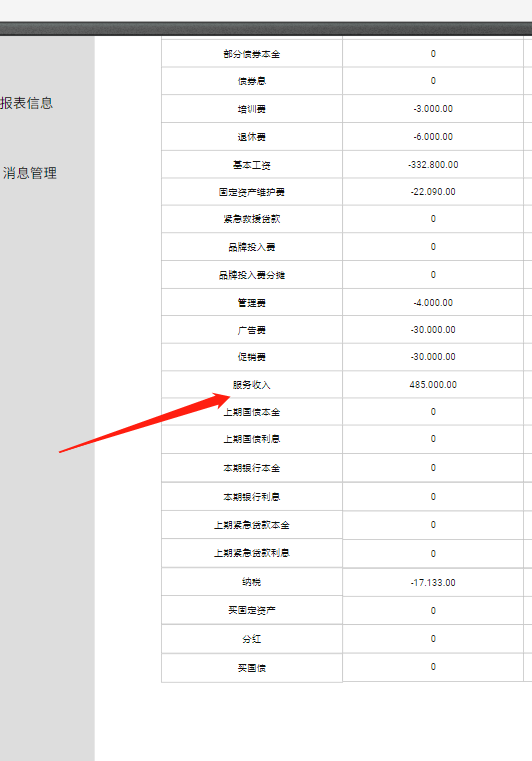 报表信息
消息管理
部分债券本金 0
债券息 0
培训费 -3.000.00
退休费 -6.000.00
基本工资 -332.800.00
固定资产维护费 -22.090.00
紧急救援贷款 0
品牌投入费 0
品牌投入费分摊 0
管理费 -4.000.00
广告费 -30.000.00
促销费 -30.000.00
服务收入 485.000.00
上期国债本金 0
上期国债利息 0
本期银行本金 0
本期银行利息 0
上期紧急贷款本金 0
上期紧急贷款利息 0
纳税 -17.133.00
买固定资产 0
分红 0
买国债 0